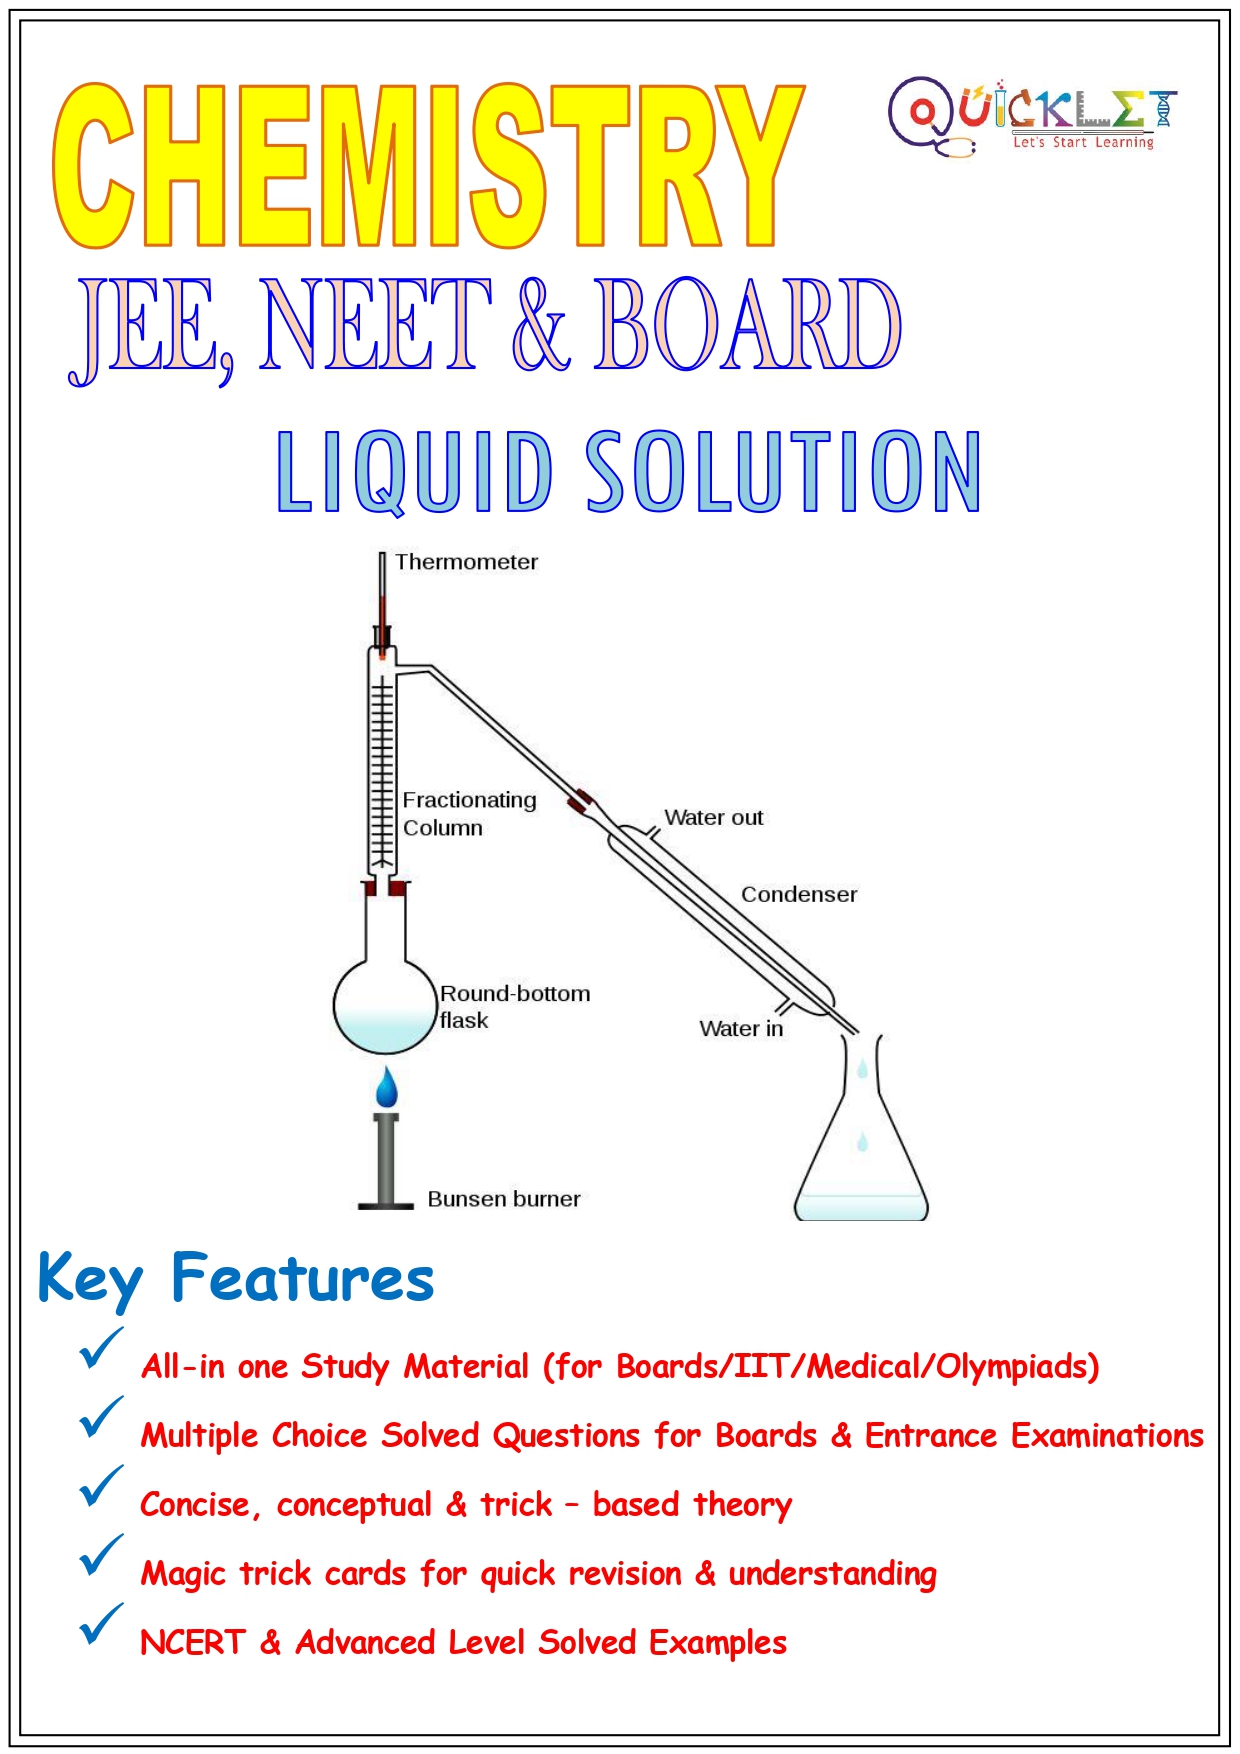 CHEMISTRY
QUICKLET
Let's Start Learning
JEE, NEET & BOARD
LIQUID SOLUTION
Thermometer
Fractionating
Column
Water out
Condenser
Round-bottom
flask
Water in
Bunsen burner
Key Features
✓ All-in one Study Material (for Boards/IIT/Medical/Olympiads)
✓ Multiple Choice Solved Questions for Boards & Entrance Examinations
✓ Concise, conceptual & trick – based theory
✓ Magic trick cards for quick revision & understanding
✓ NCERT & Advanced Level Solved Examples